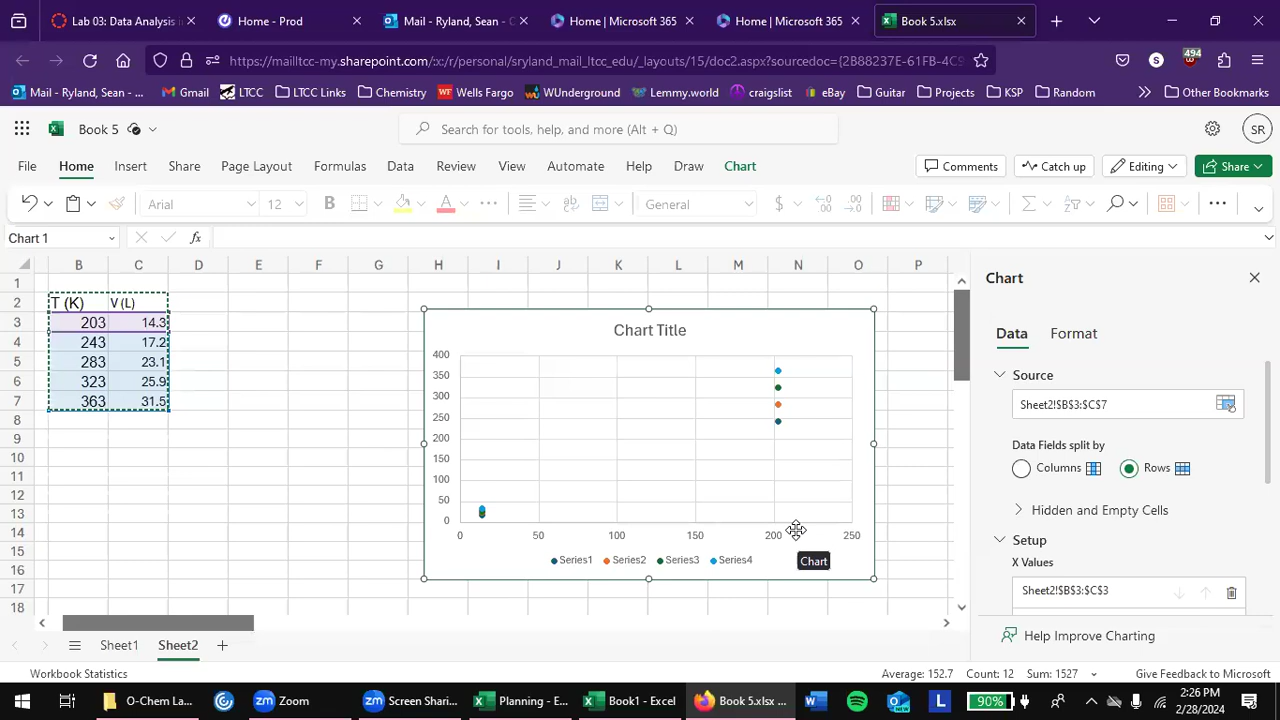 Lab 03: Data Analysis in
Home - Prod
Mail - Ryland, Sean - C
Home | Microsoft 365
Home | Microsoft 365
Book 5.xlsx
https://mailltcc-my.sharepoint.com/:x:/r/personal/sryland_mail_ltcc_edu/_layouts/15/doc2.aspx?sourcedoc={2B88237E-61FB-4C9
494
Mail - Ryland, Sean - ...
Gmail
LTCC
LTCC Links
Chemistry
Wells Fargo
WUnderground
Lemmy.world
craigslist
eBay
Guitar
Projects
KSP
Random
Other Bookmarks
Book 5
Search for tools, help, and more (Alt + Q)
SR
File Home Insert Share Page Layout Formulas Data Review View Automate Help Draw Chart
Comments
Catch up
Editing
Share
Arial
12
B
A
General
$
Chart 1
fx
B C D E F G H I J K L M N O P
1
2 T (K) V (L)
3 203 14.3
4 243 17.2
5 283 23.1
6 323 25.9
7 363 31.5
8
9
10
11
12
13
14
15
16
17
18
Chart Title
400
350
300
250
200
150
100
50
0
0 50 100 150 200 250
Series1 Series2 Series3 Series4
Chart
Chart
Data Format
Source
Sheet2!$B$3:$C$7
Data Fields split by
Columns Rows
Hidden and Empty Cells
Setup
X Values
Sheet2!$B$3:$C$3
Help Improve Charting
Sheet1 Sheet2
Workbook Statistics
Average: 152.7 Count: 12 Sum: 1527
Give Feedback to Microsoft
O-Chem La...
Zoom
Screen Shari...
Planning - E...
Book1 - Excel
Book 5.xlsx ...
L
90%
2:26 PM
2/28/2024